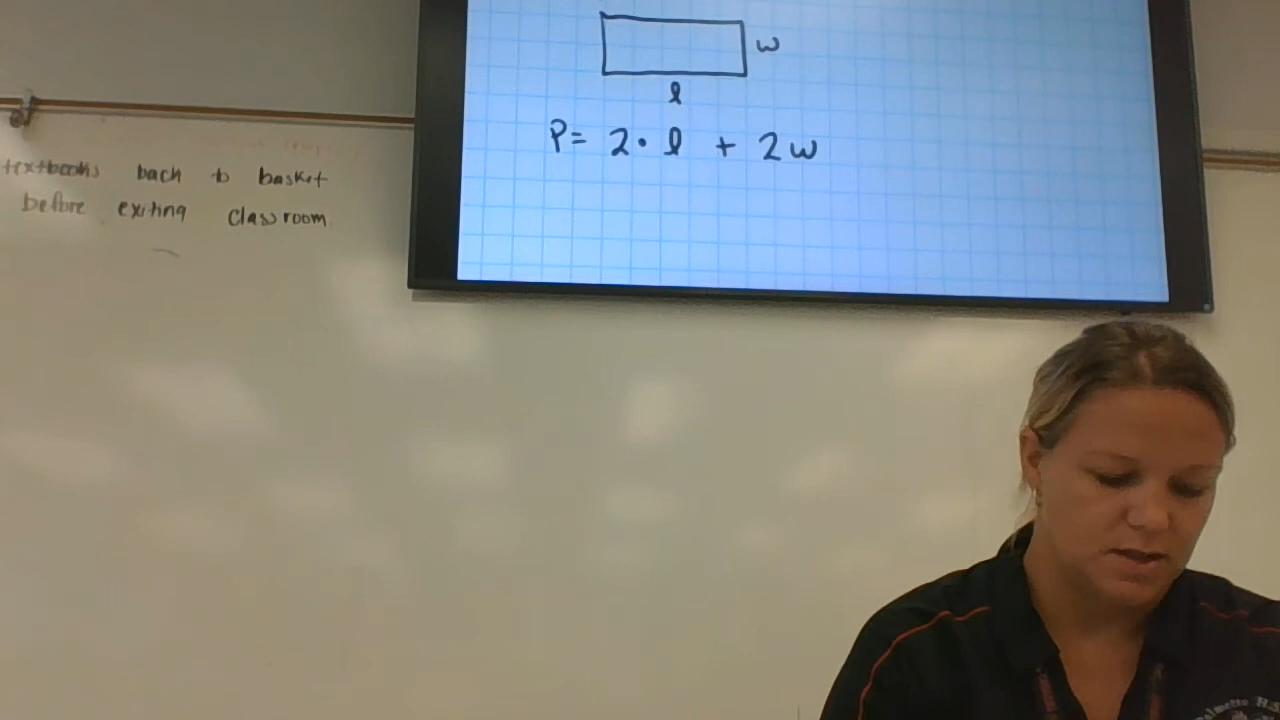 textbooks back to basket
before exiting classroom
w
l
P= 2· l + 2w